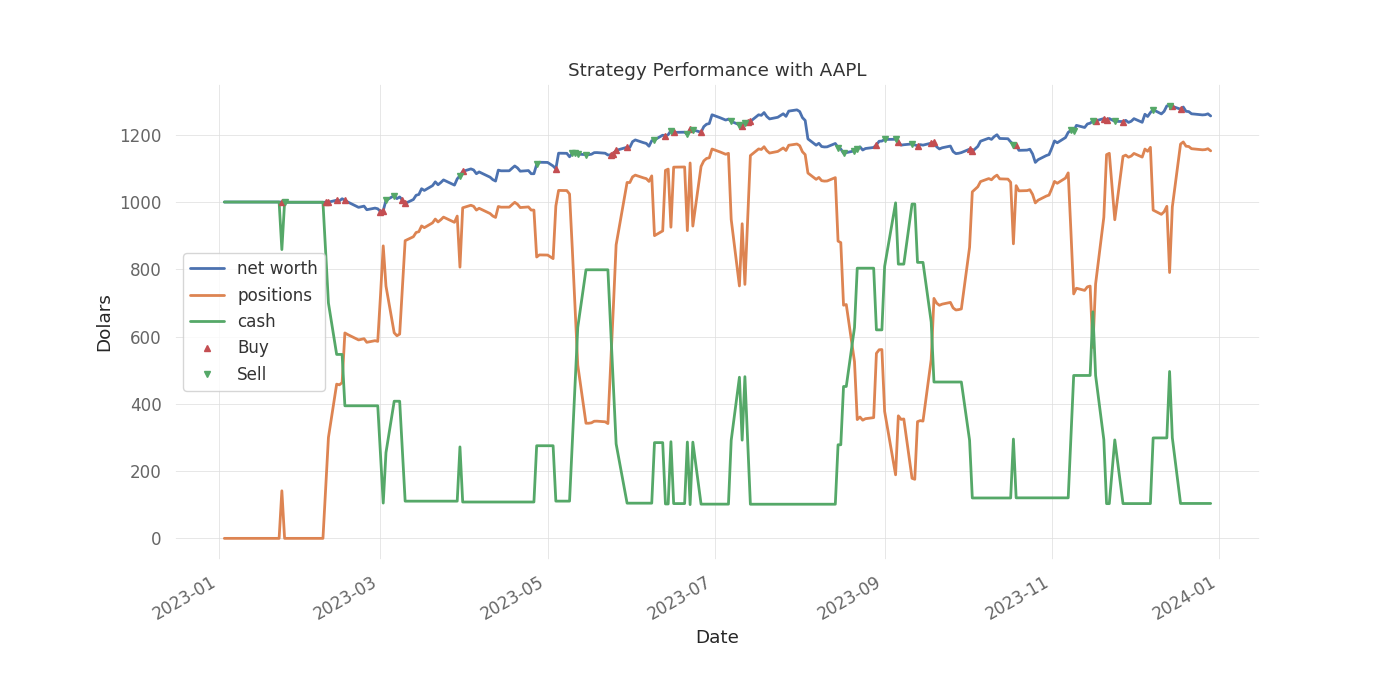 Strategy Performance with AAPL
Dolars
1200
1000
800
600
400
200
0
net worth
positions
cash
Buy
Sell
2023-01
2023-03
2023-05
2023-07
2023-09
2023-11
2024-01
Date